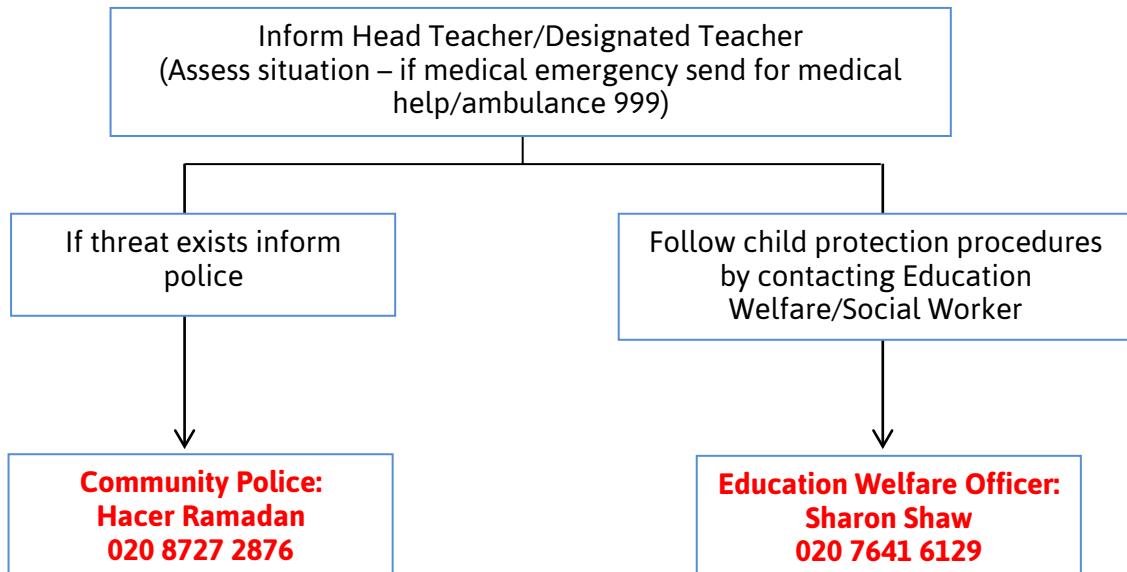 Inform Head Teacher/Designated Teacher
(Assess situation – if medical emergency send for medical
help/ambulance 999)
If threat exists inform
police
Follow child protection procedures
by contacting Education
Welfare/Social Worker
Community Police:
Hacer Ramadan
020 8727 2876
Education Welfare Officer:
Sharon Shaw
020 7641 6129